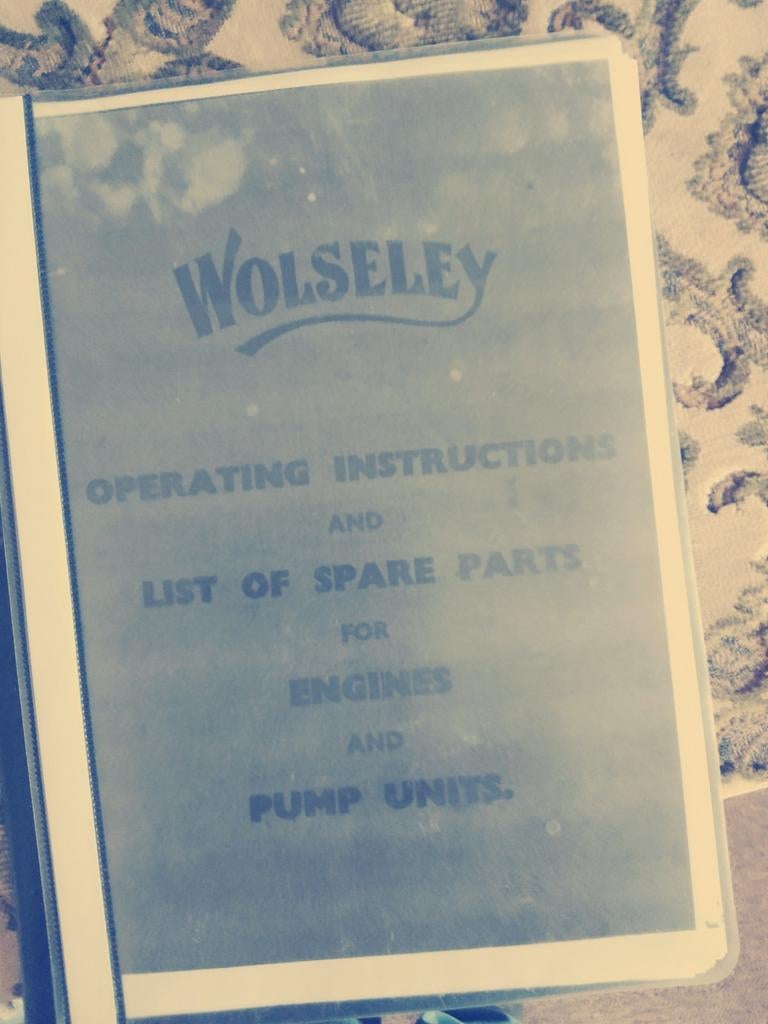 WOLSELEY
OPERATING INSTRUCTIONS
AND
LIST OF SPARE PARTS
FOR
ENGINES
AND
PUMP UNITS.